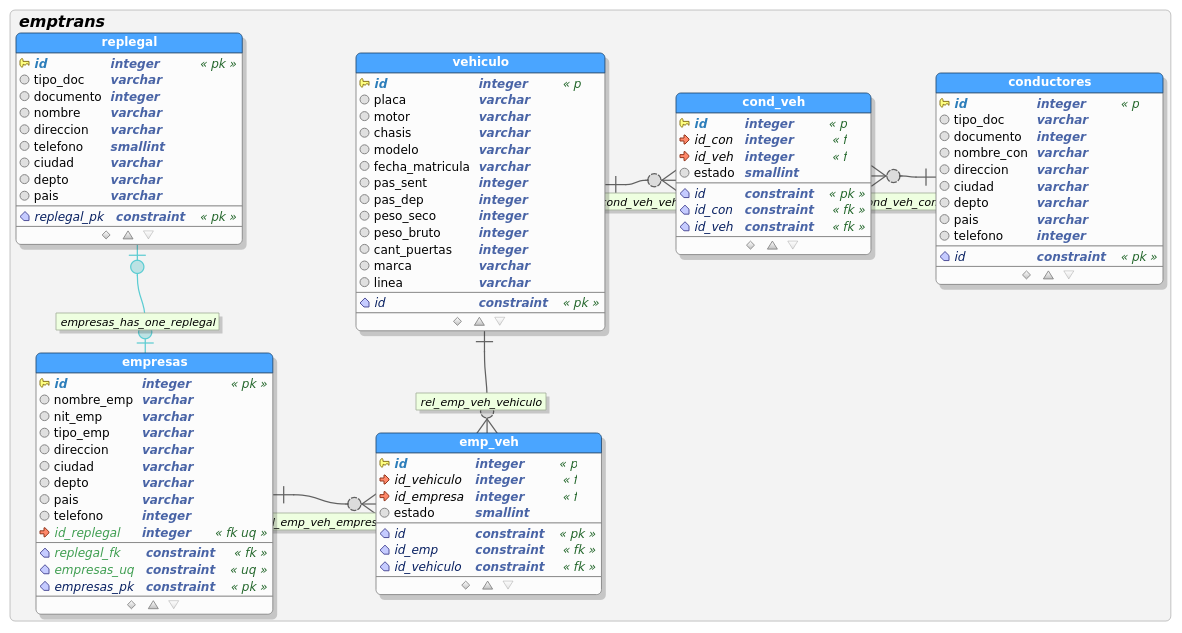 emptrans
replegal
id integer « pk »
tipo_doc varchar
documento integer
nombre varchar
direccion varchar
telefono smallint
ciudad varchar
depto varchar
pais varchar
replegal_pk constraint « pk »
empresas_has_one_replegal
empresas
id integer « pk »
nombre_emp varchar
nit_emp varchar
tipo_emp varchar
direccion varchar
ciudad varchar
depto varchar
pais varchar
telefono integer
id_replegal integer « fk uq »
replegal_fk constraint « fk »
empresas_uq constraint « uq »
empresas_pk constraint « pk »
vehiculo
id integer « p
placa varchar
motor varchar
chasis varchar
modelo varchar
fecha_matricula varchar
pas_sent integer
pas_dep integer
peso_seco integer
peso_bruto integer
cant_puertas integer
marca varchar
linea varchar
id constraint « pk »
rel_emp_veh_vehiculo
l_emp_veh_empres
emp_veh
id integer « p
id_vehiculo integer « f
id_empresa integer « f
estado smallint
id constraint « pk »
id_emp constraint « fk »
id_vehiculo constraint « fk »
ond_veh_veh
cond_veh
id integer « p
id_con integer « f
id_veh integer « f
estado smallint
id constraint « pk »
id_con constraint « fk »
id_veh constraint « fk »
ond_veh_con
conductores
id integer « p
tipo_doc varchar
documento integer
nombre_con varchar
direccion varchar
ciudad varchar
depto varchar
pais varchar
telefono integer
id constraint « pk »